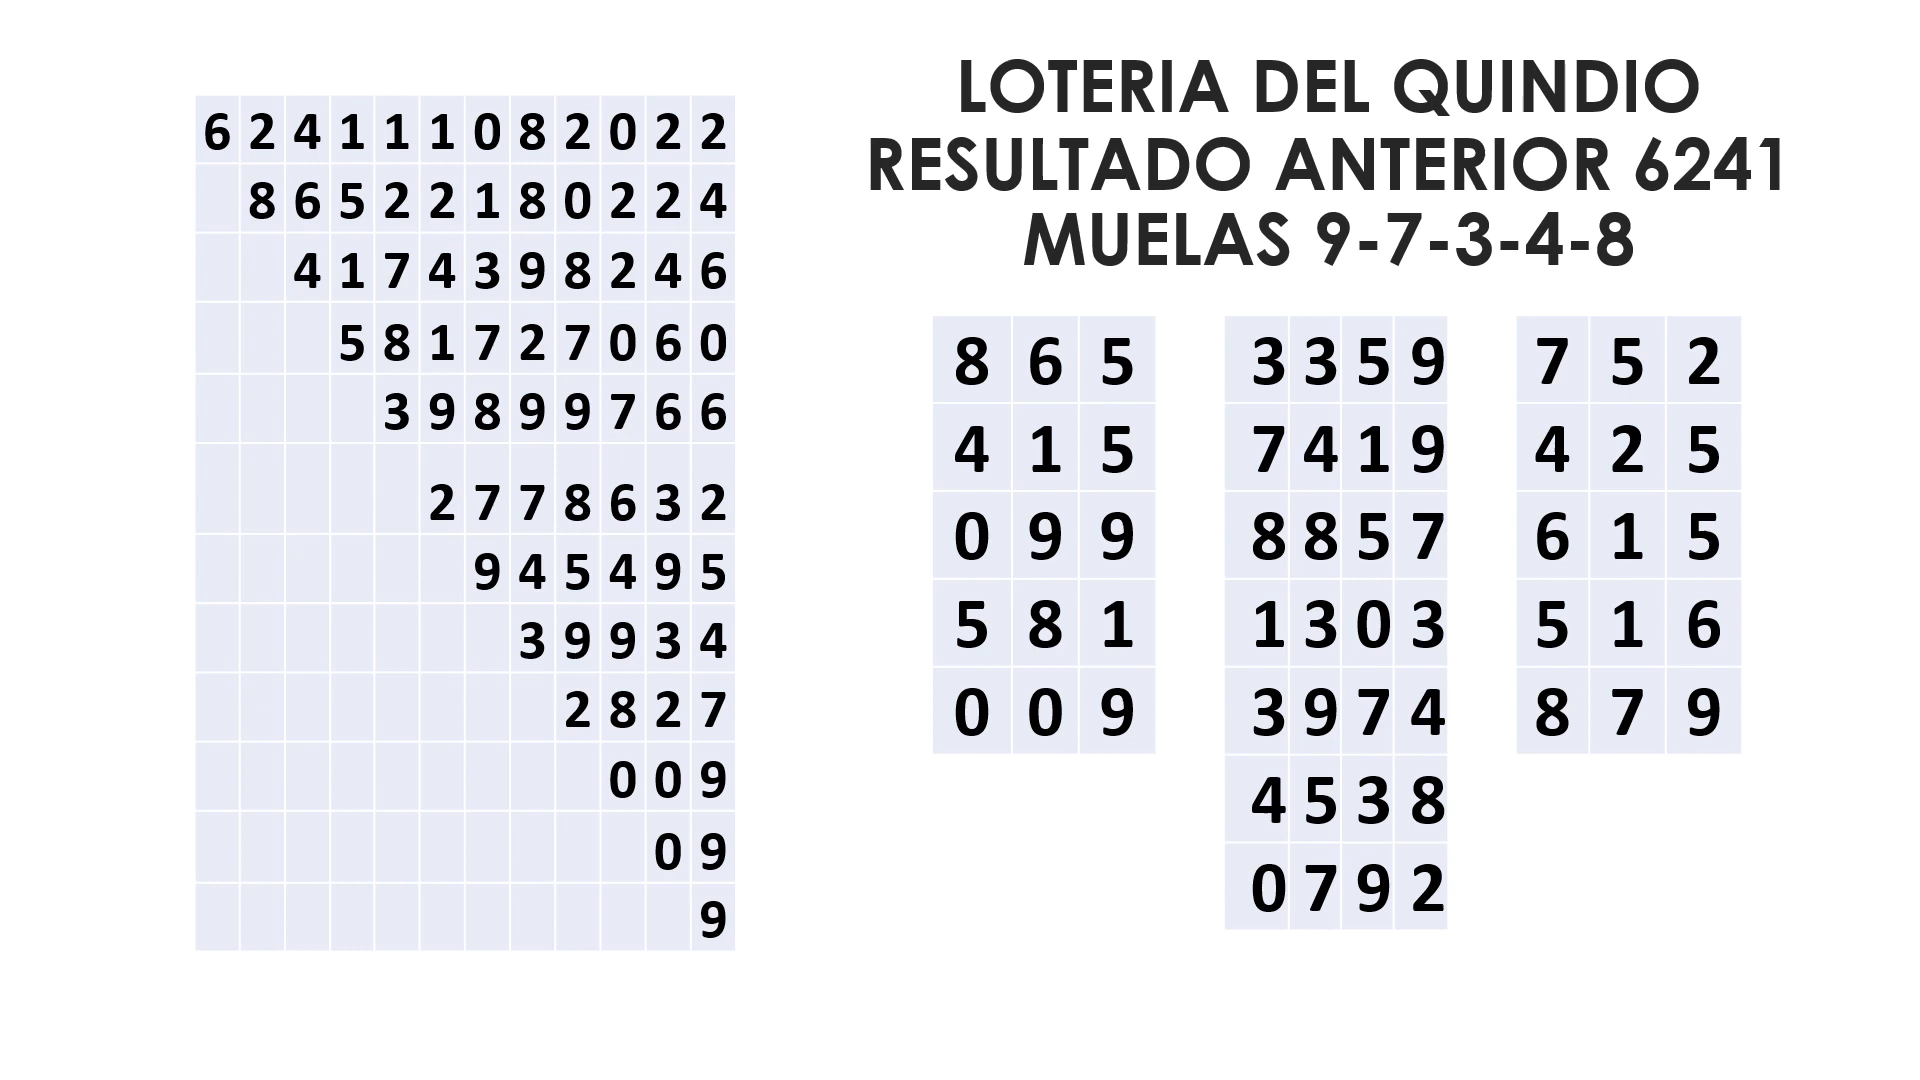 LOTERIA DEL QUINDIO
RESULTADO ANTERIOR 6241
MUELAS 9-7-3-4-8
6 2 4 1 1 1 0 8 2 0 2 2
8 6 5 2 2 1 8 0 2 2 4
4 1 7 4 3 9 8 2 4 6
5 8 1 7 2 7 0 6 0
3 9 8 9 9 7 6 6
2 7 7 8 6 3 2
9 4 5 4 9 5
3 9 9 3 4
2 8 2 7
0 0 9
0 9
9
8 6 5
4 1 5
0 9 9
5 8 1
0 0 9
3 3 5 9
7 4 1 9
8 8 5 7
1 3 0 3
3 9 7 4
4 5 3 8
0 7 9 2
7 5 2
4 2 5
6 1 5
5 1 6
8 7 9